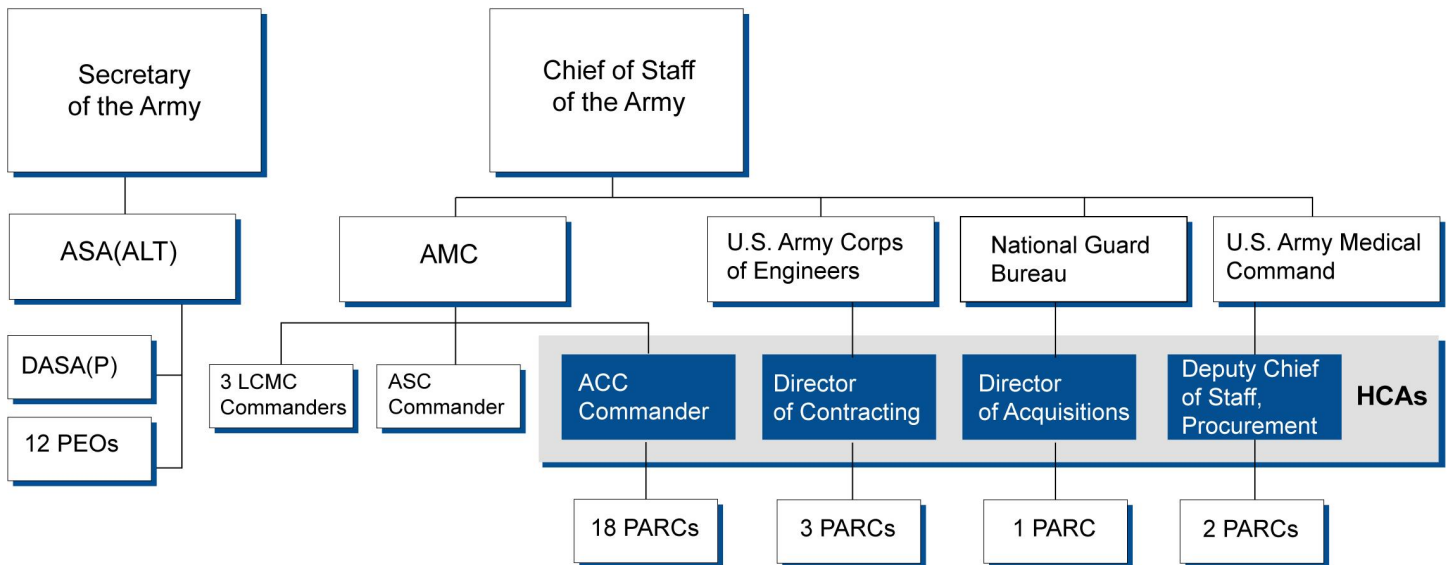 Secretary
of the Army
Chief of Staff
of the Army
ASA(ALT)
AMC
U.S. Army Corps
of Engineers
National Guard
Bureau
U.S. Army Medical
Command
DASA(P)
12 PEOs
3 LCMC
Commanders
ASC
Commander
ACC
Commander
Director
of Contracting
Director
of Acquisitions
Deputy Chief
of Staff,
Procurement
HCAs
18 PARCs
3 PARCs
1 PARC
2 PARCs